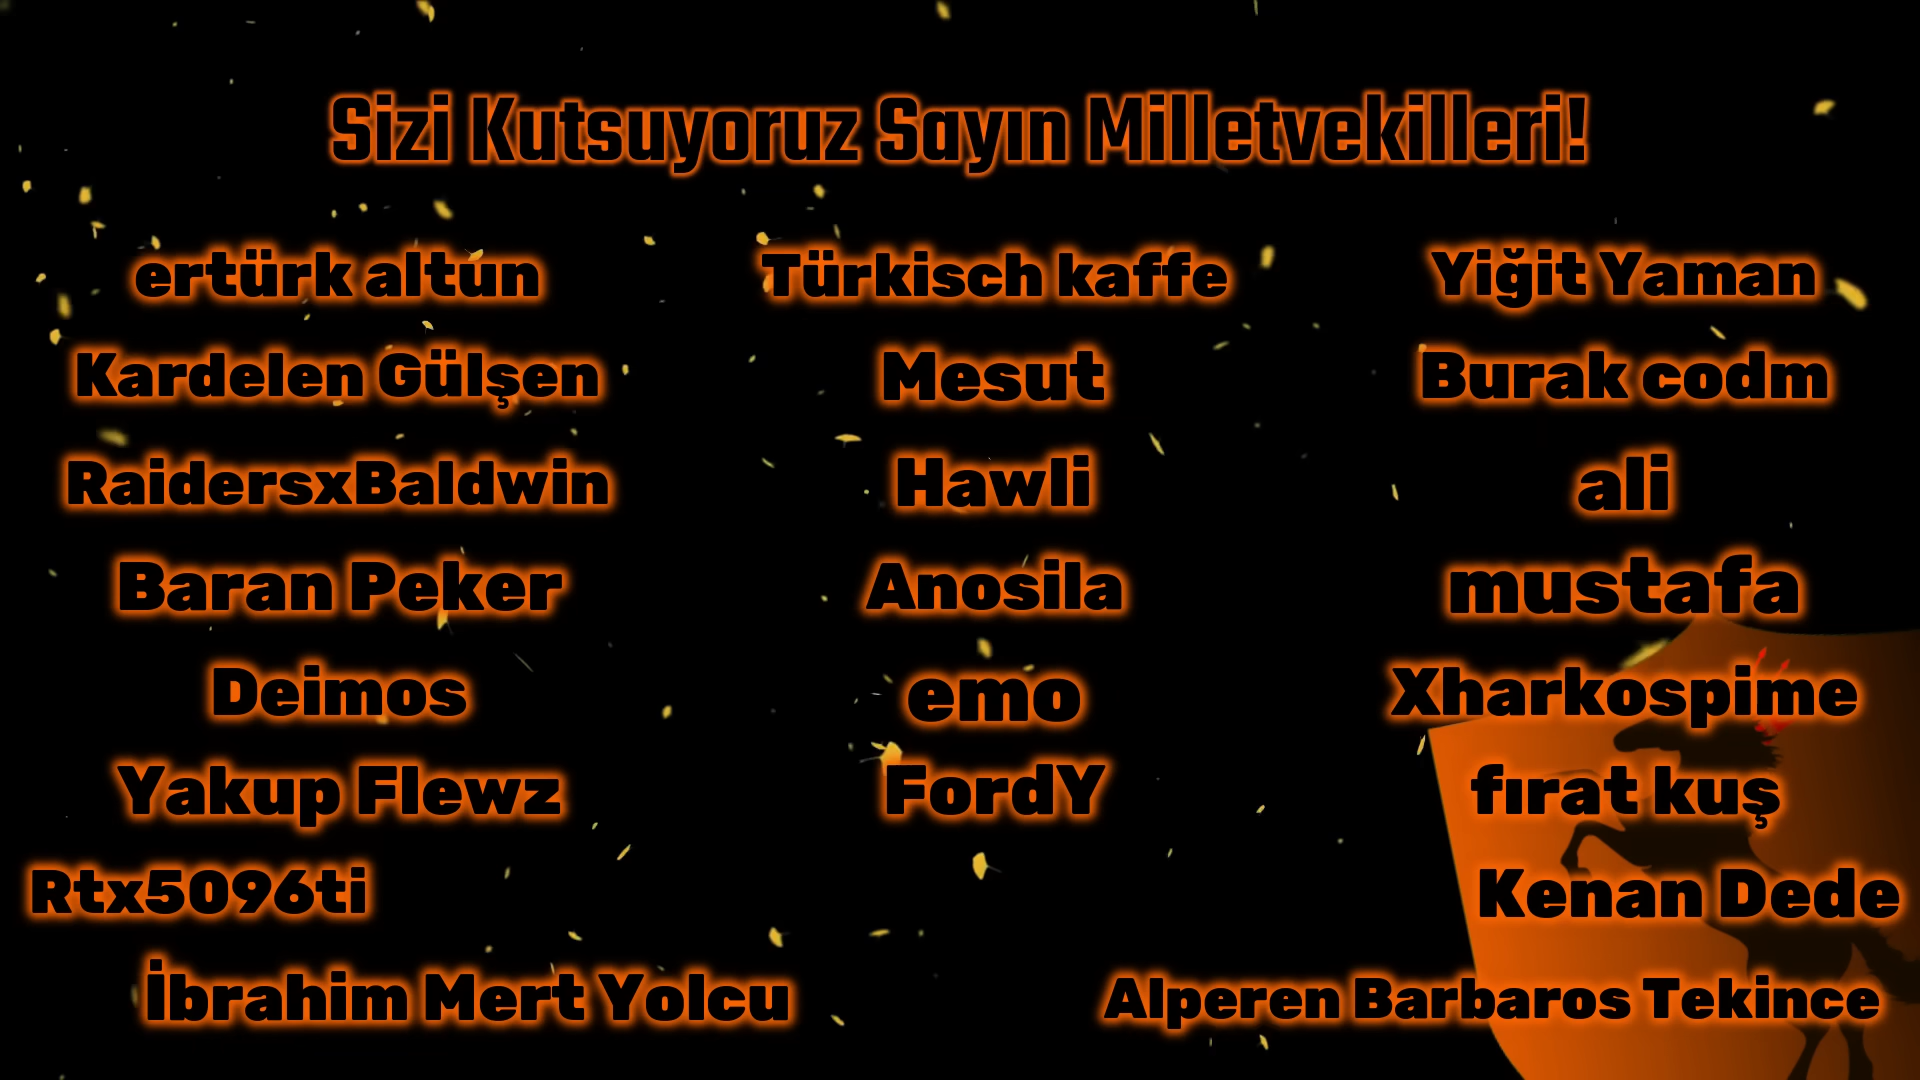 Sizi Kutsuyoruz Sayın Milletvekilleri!
ertürk altun Türkisch kaffe Yiğit Yaman
Kardelen Gülşen Mesut Burak codm
RaidersxBaldwin Hawli ali
Baran Peker Anosila mustafa
Deimos emo Xharkospime
Yakup Flewz FordY fırat kuş
Rtx5096ti Kenan Dede
İbrahim Mert Yolcu Alperen Barbaros Tekince